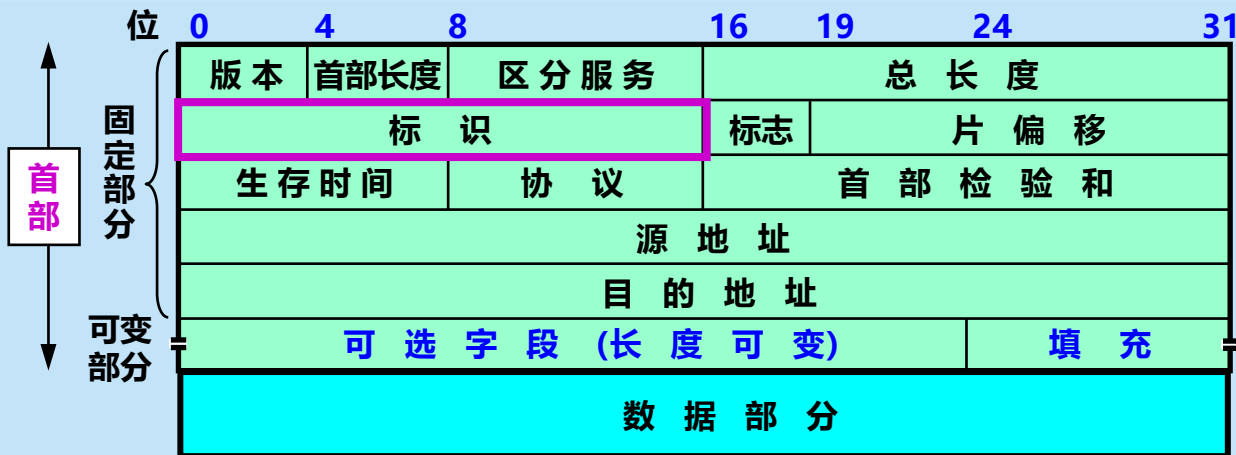 位 0 4 8 16 19 24 31
版本 首部长度 区分服务 总长度
标识 标志 片偏移
生存时间 协议 首部检验和
源地址
目的地址
可选字段 (长度可变) 填充
数据部分
固定部分
首部
可变
部分